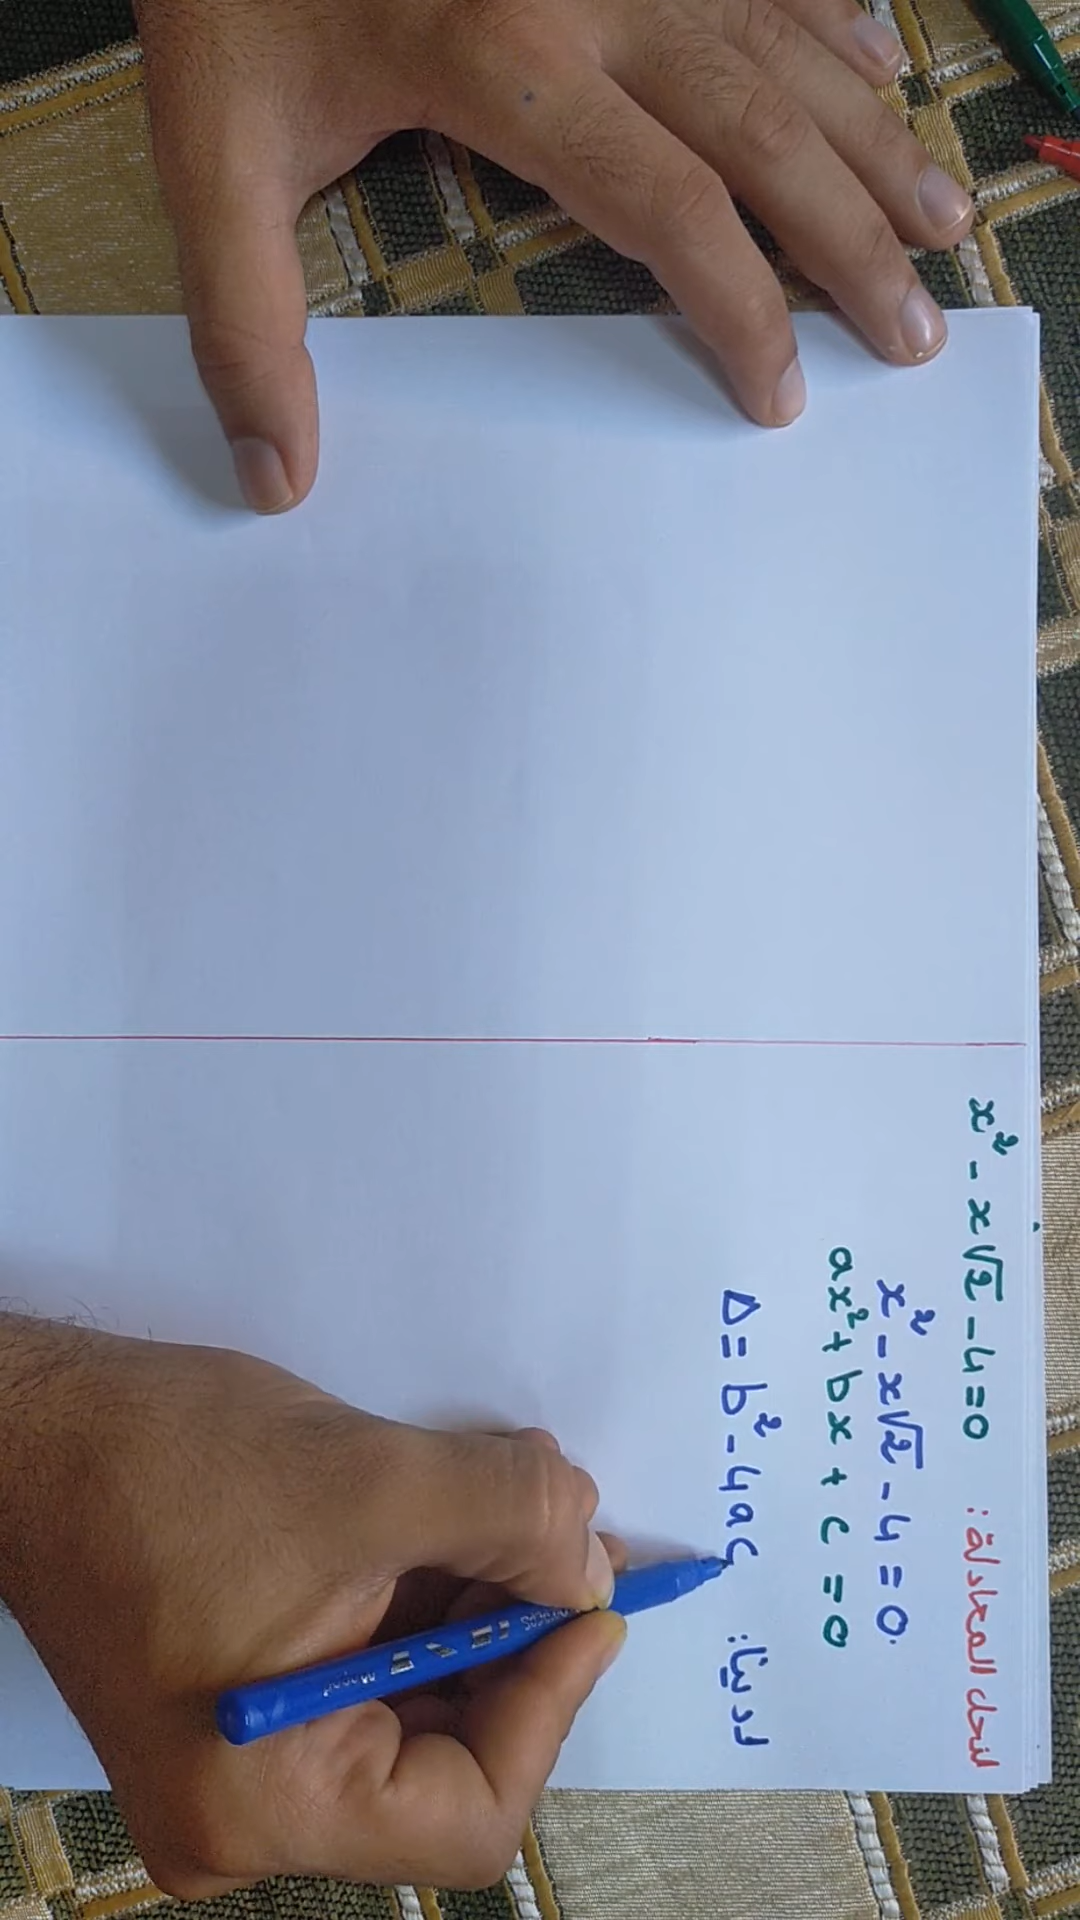 لنحل المعادلة: x² - x√2 - 4 = 0
x² - x√2 - 4 = 0.
ax² + bx + c = 0
لدينا: Δ = b² - 4ac